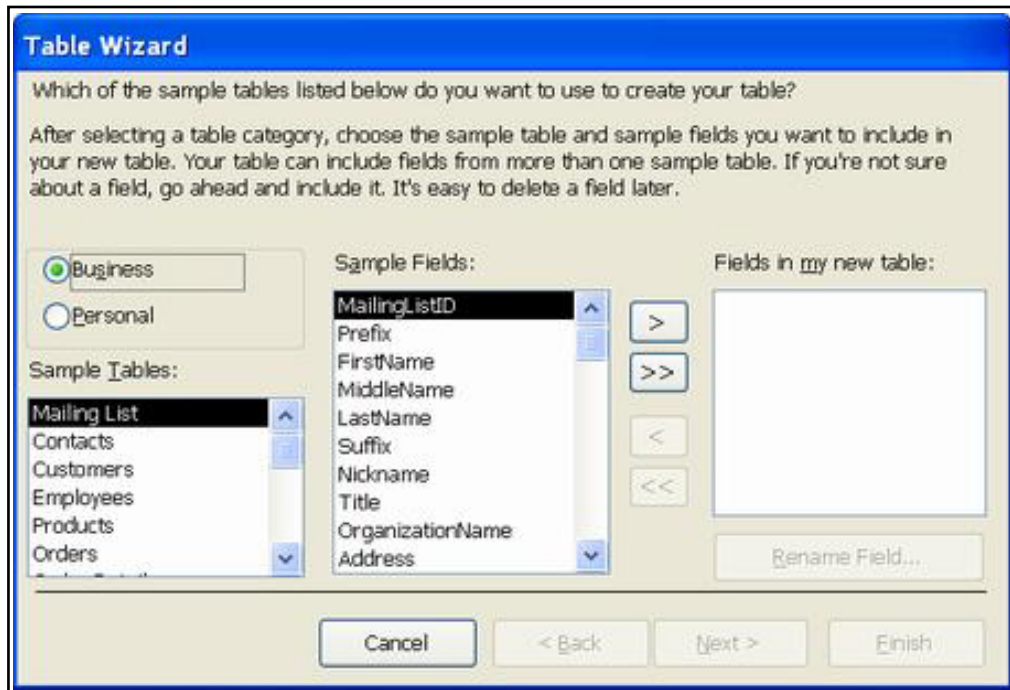 Table Wizard
Which of the sample tables listed below do you want to use to create your table?
After selecting a table category, choose the sample table and sample fields you want to include in
your new table. Your table can include fields from more than one sample table. If you're not sure
about a field, go ahead and include it. It's easy to delete a field later.
Business
Personal
Sample Tables:
Mailing List
Contacts
Customers
Employees
Products
Orders
Sample Fields:
MailingListID
Prefix
FirstName
MiddleName
LastName
Suffix
Nickname
Title
OrganizationName
Address
>
>>
<
<<
Fields in my new table:
Rename Field...
Cancel
< Back
Next >
Finish